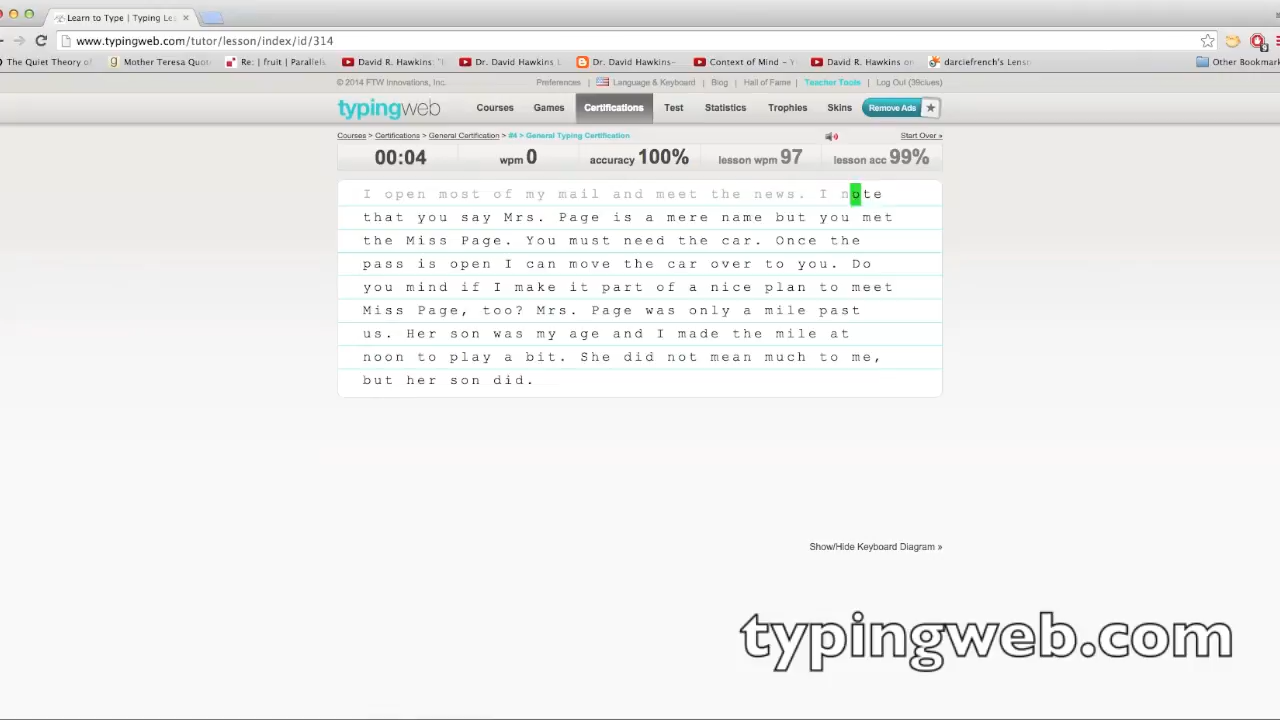 Learn to Type | Typing Les
www.typingweb.com/tutor/lesson/index/id/314
The Quiet Theory of Mother Teresa Quot Re: [ fruit ] Parallels David R. Hawkins: "I Dr. David Hawkins L Dr. David Hawkins- Context of Mind - Y David R. Hawkins on darciefrench's Lens Other Bookmark
© 2014 FTW Innovations, Inc. Preferences | Language & Keyboard | Blog | Hall of Fame | Teacher Tools | Log Out (39clues)
typingweb Courses Games Certifications Test Statistics Trophies Skins Remove Ads
Courses > Certifications > General Certification > #4 > General Typing Certification Start Over »
00:04 wpm 0 accuracy 100% lesson wpm 97 lesson acc 99%
I open most of my mail and meet the news. I note
that you say Mrs. Page is a mere name but you met
the Miss Page. You must need the car. Once the
pass is open I can move the car over to you. Do
you mind if I make it part of a nice plan to meet
Miss Page, too? Mrs. Page was only a mile past
us. Her son was my age and I made the mile at
noon to play a bit. She did not mean much to me,
but her son did.
Show/Hide Keyboard Diagram »
typingweb.com